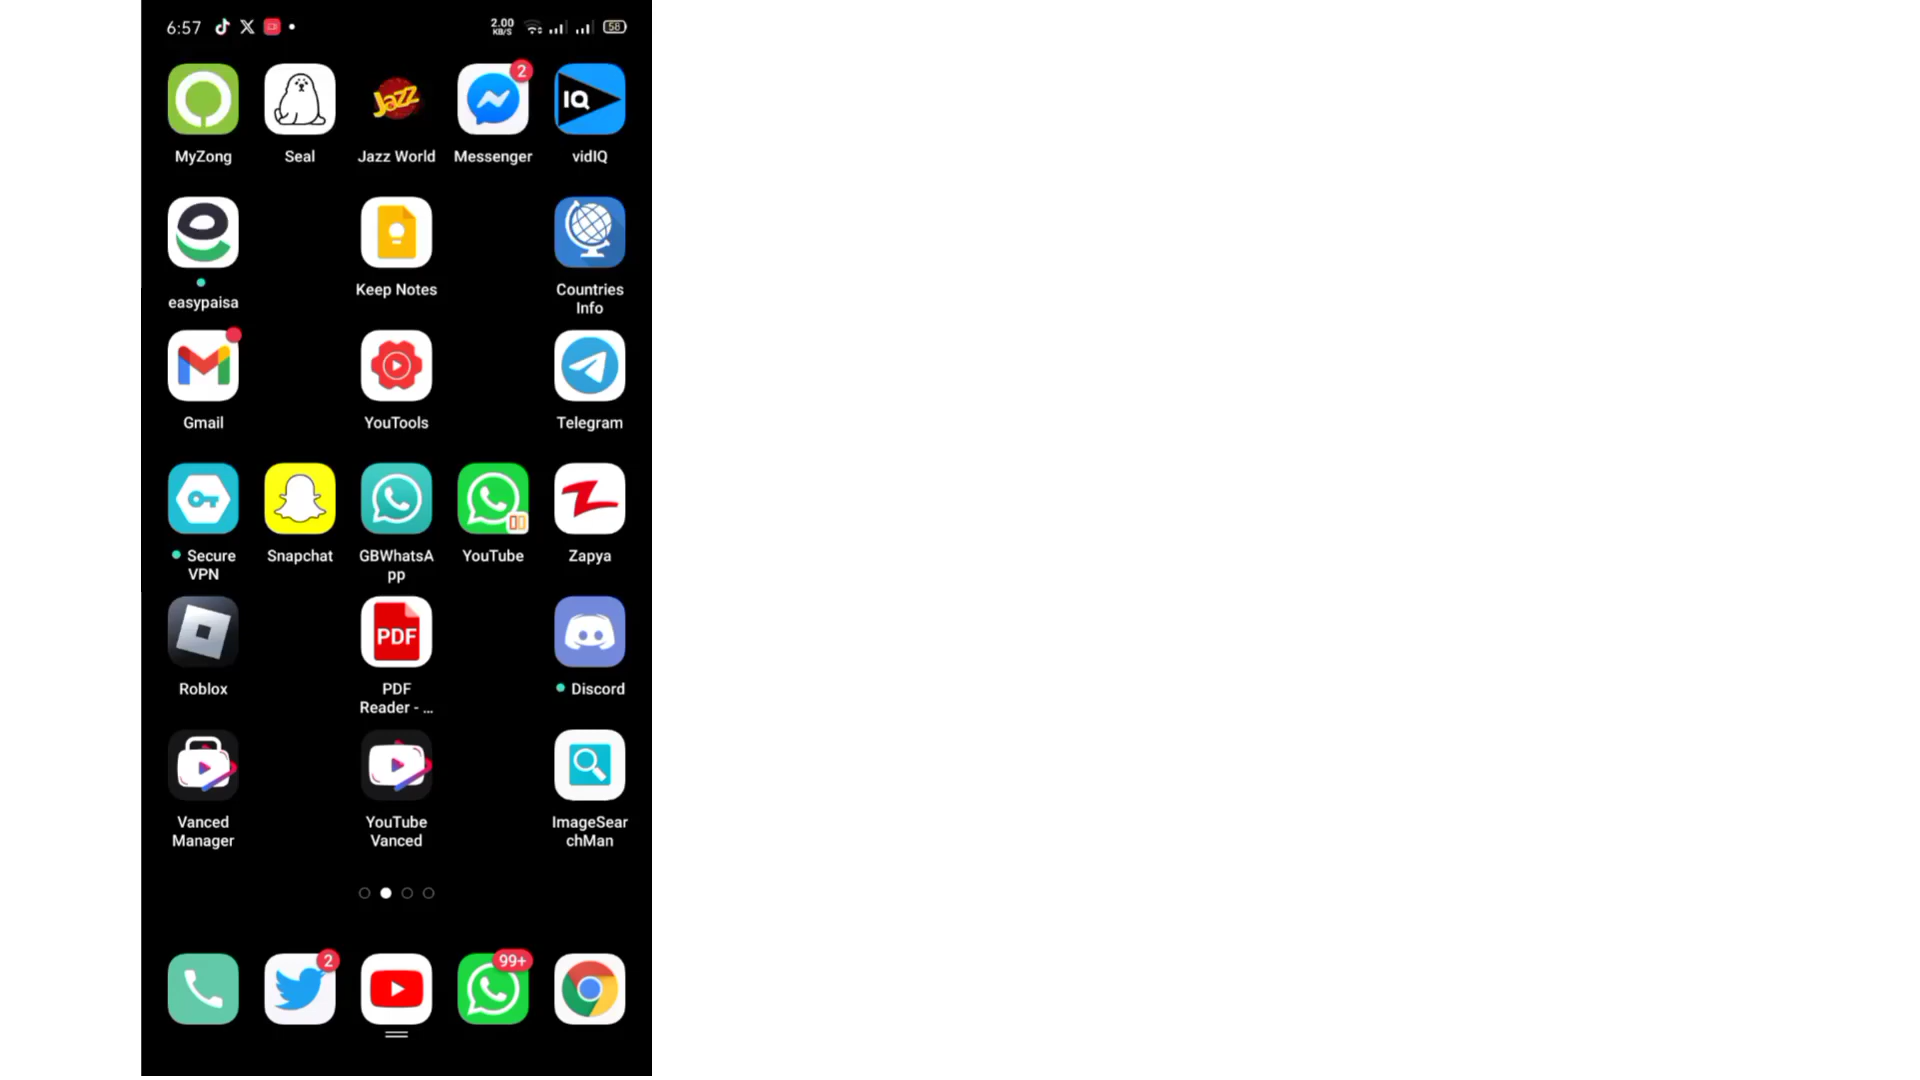 6:57 2.00 KB/S 58
2
IQ
Jazz
MyZong Seal Jazz World Messenger vidIQ
easypaisa Keep Notes Countries Info
Gmail YouTools Telegram
Secure VPN Snapchat GBWhatsA pp YouTube Zapya
PDF
Roblox PDF Reader - ... Discord
Vanced Manager YouTube Vanced ImageSear chMan
2 99+